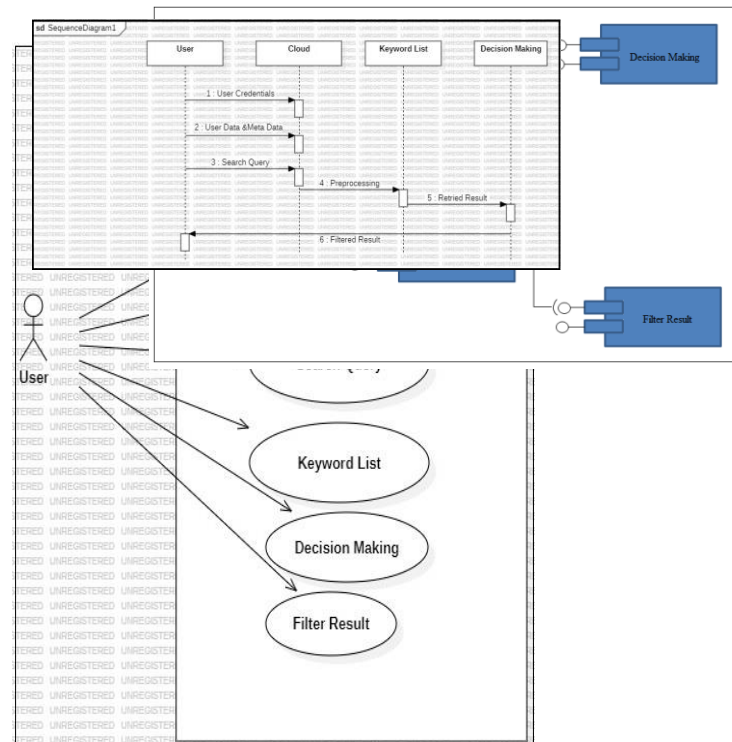 sd SequenceDiagram1
User
Cloud
Keyword List
Decision Making
1 : User Credentials
2 : User Data &Meta Data
3 : Search Query
4 : Preprocessing
5 : Retried Result
6 : Filtered Result
Decision Making
Filter Result
User
Keyword List
Decision Making
Filter Result
UNREGISTERED